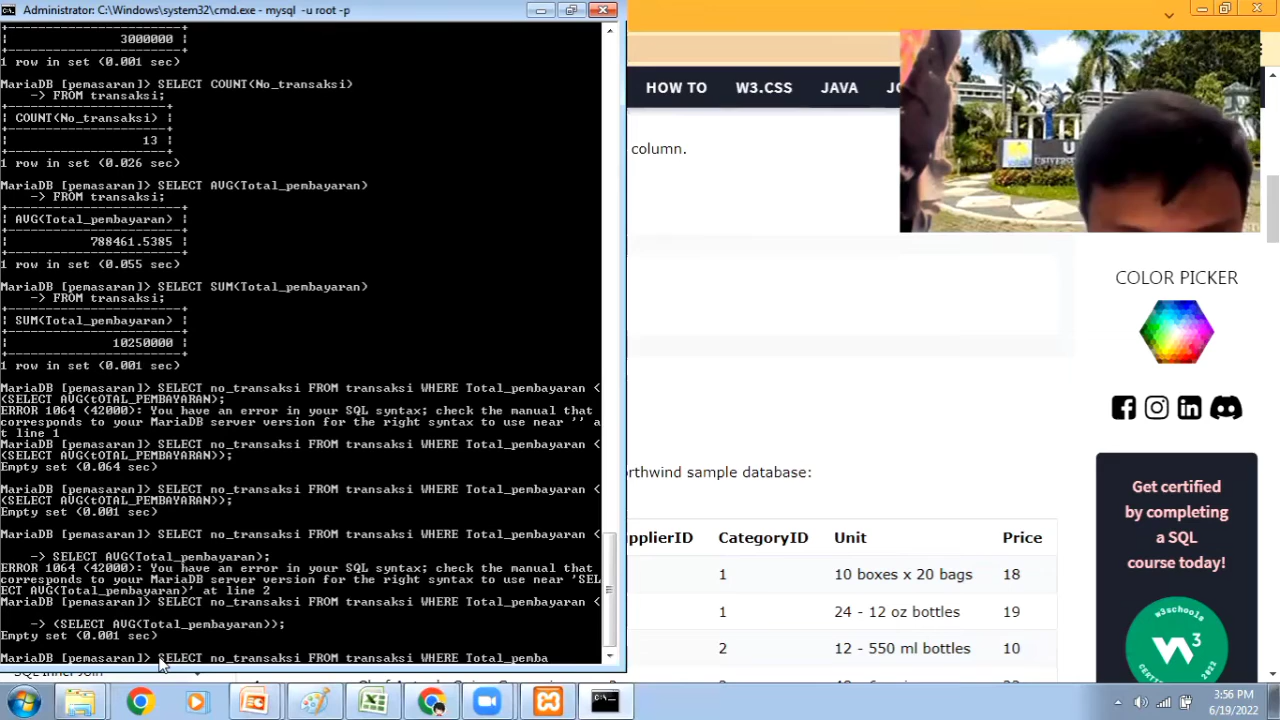 Administrator: C:\Windows\system32\cmd.exe - mysql -u root -p
3000000
1 row in set (0.001 sec)
MariaDB [pemasaran]> SELECT COUNT(No_transaksi)
-> FROM transaksi;
COUNT(No_transaksi)
13
1 row in set (0.026 sec)
MariaDB [pemasaran]> SELECT AVG(Total_pembayaran)
-> FROM transaksi;
AVG(Total_pembayaran)
788461.5385
1 row in set (0.055 sec)
MariaDB [pemasaran]> SELECT SUM(Total_pembayaran)
-> FROM transaksi;
SUM(Total_pembayaran)
10250000
1 row in set (0.001 sec)
MariaDB [pemasaran]> SELECT no_transaksi FROM transaksi WHERE Total_pembayaran <
(SELECT AVG(tOTAL_PEMBAYARAN);
ERROR 1064 (42000): You have an error in your SQL syntax; check the manual that
corresponds to your MariaDB server version for the right syntax to use near '' a
t line 1
MariaDB [pemasaran]> SELECT no_transaksi FROM transaksi WHERE Total_pembayaran <
(SELECT AVG(tOTAL_PEMBAYARAN));
Empty set (0.064 sec)
MariaDB [pemasaran]> SELECT no_transaksi FROM transaksi WHERE Total_pembayaran <
(SELECT AVG(tOTAL_PEMBAYARAN));
Empty set (0.001 sec)
MariaDB [pemasaran]> SELECT no_transaksi FROM transaksi WHERE Total_pembayaran <
-> SELECT AVG(Total_pembayaran);
ERROR 1064 (42000): You have an error in your SQL syntax; check the manual that
corresponds to your MariaDB server version for the right syntax to use near 'SEL
ECT AVG(Total_pembayaran)' at line 2
MariaDB [pemasaran]> SELECT no_transaksi FROM transaksi WHERE Total_pembayaran <
-> (SELECT AVG(Total_pembayaran));
Empty set (0.001 sec)
MariaDB [pemasaran]> SELECT no_transaksi FROM transaksi WHERE Total_pemba
HOW TO W3.CSS JAVA
column.
COLOR PICKER
rthwind sample database:
pplierID CategoryID Unit Price
1 10 boxes x 20 bags 18
1 24 - 12 oz bottles 19
2 12 - 550 ml bottles 10
Get certified
by completing
a SQL
course today!
w3schools
2022
3:56 PM
6/19/2022